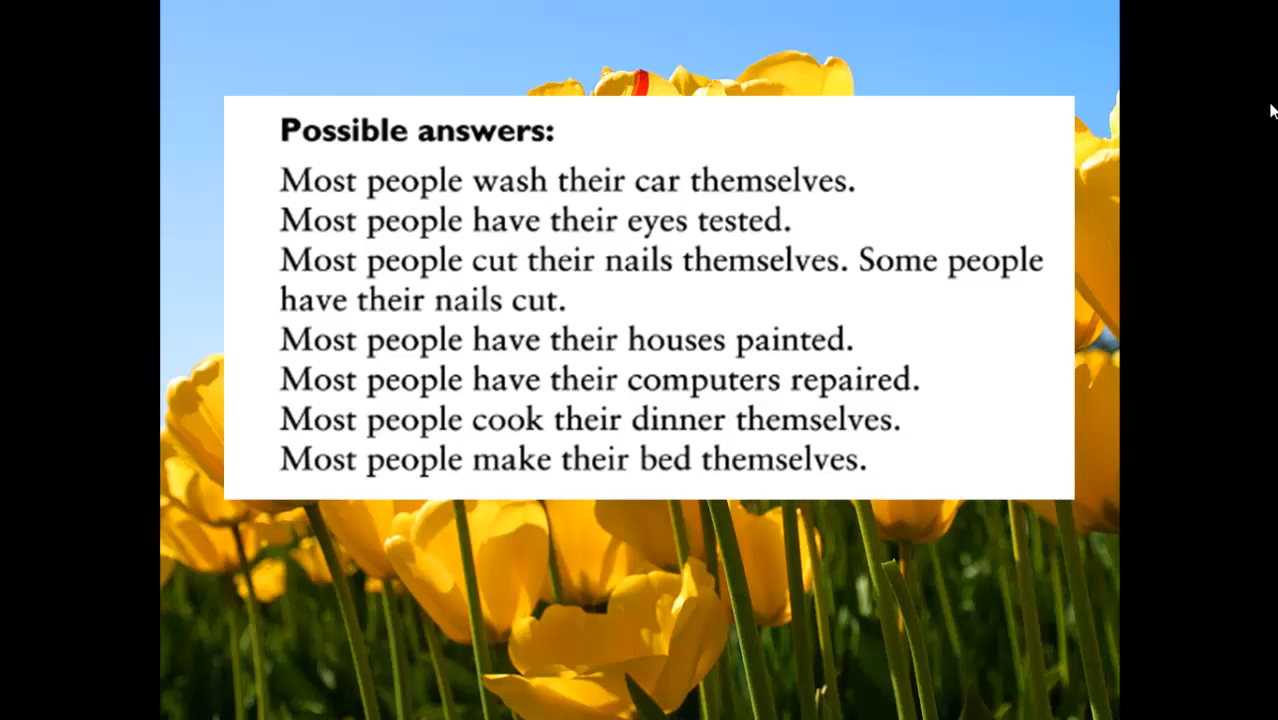 Possible answers:
Most people wash their car themselves.
Most people have their eyes tested.
Most people cut their nails themselves. Some people
have their nails cut.
Most people have their houses painted.
Most people have their computers repaired.
Most people cook their dinner themselves.
Most people make their bed themselves.